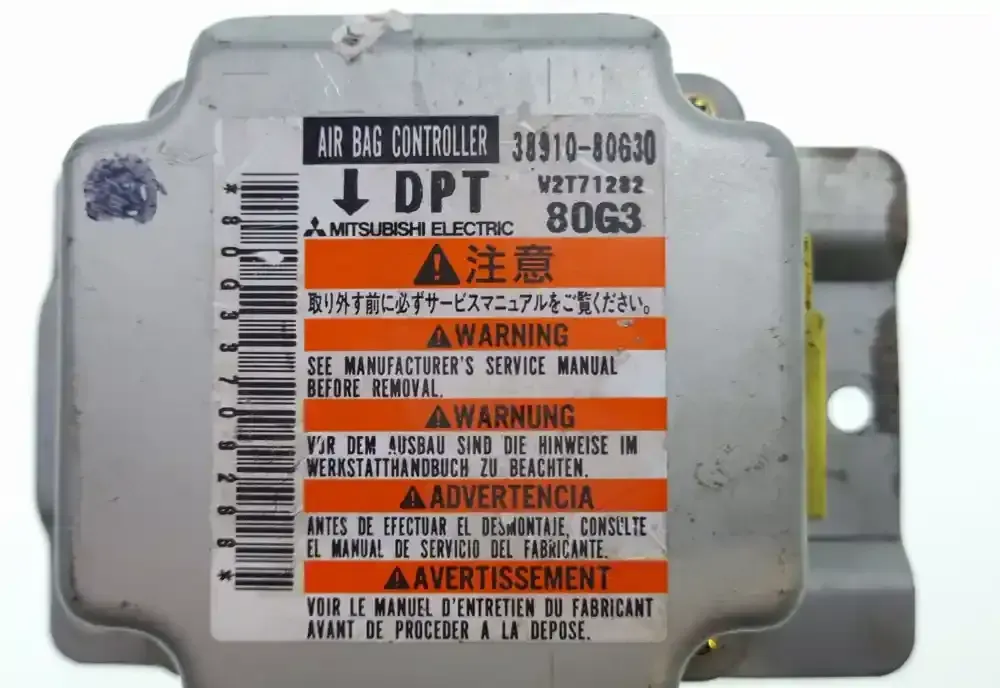 AIR BAG CONTROLLER 38910-80G30
↓ DPT W2T71282
MITSUBISHI ELECTRIC 80G3
注意
取り外す前に必ずサービスマニュアルをご覧ください。
WARNING
SEE MANUFACTURER'S SERVICE MANUAL
BEFORE REMOVAL.
WARNUNG
VOR DEM AUSBAU SIND DIE HINWEISE IM
WERKSTATTHANDBUCH ZU BEACHTEN.
ADVERTENCIA
ANTES DE EFECTUAR EL DESMONTAJE, CONSULTE
EL MANUAL DE SERVICIO DEL FABRICANTE.
AVERTISSEMENT
VOIR LE MANUEL D'ENTRETIEN DU FABRICANT
AVANT DE PROCEDER A LA DEPOSE.